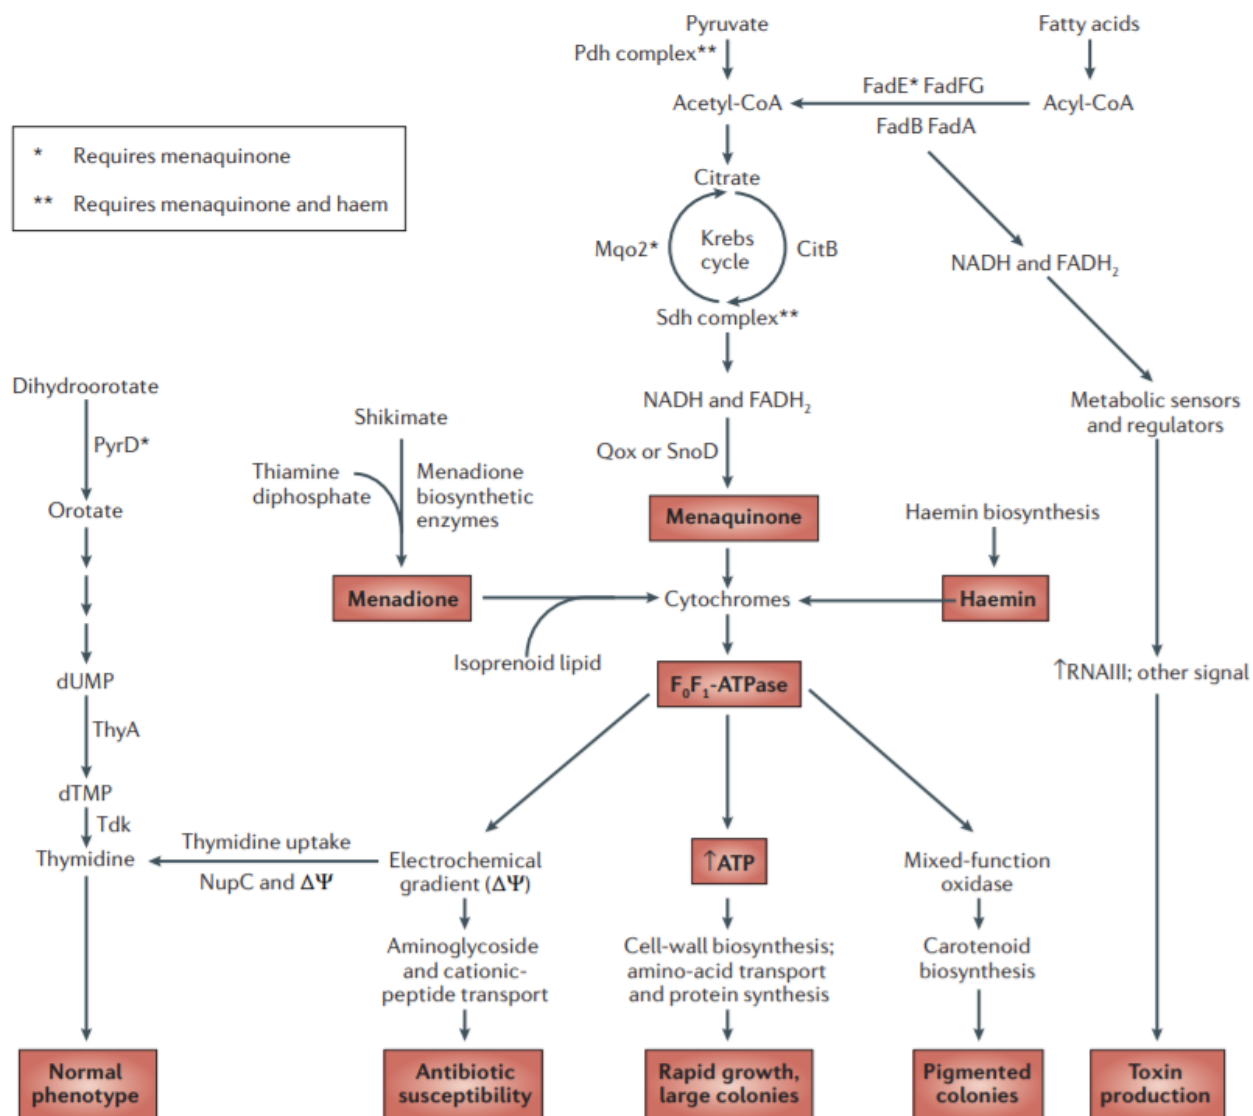 Pyruvate
Fatty acids
Pdh complex**
FadE* FadFG
Acetyl-CoA
Acyl-CoA
FadB FadA
* Requires menaquinone
** Requires menaquinone and haem
Citrate
Mqo2*
Krebs
cycle
CitB
NADH and FADH₂
Sdh complex**
Dihydroorotate
NADH and FADH₂
Metabolic sensors
and regulators
Shikimate
PyrD*
Qox or SnoD
Thiamine
diphosphate
Menadione
biosynthetic
enzymes
Orotate
Menaquinone
Haemin biosynthesis
Menadione
Cytochromes
Haemin
Isoprenoid lipid
dUMP
F₀F₁-ATPase
↑RNAIII; other signal
ThyA
dTMP
Tdk
Thymidine
Thymidine uptake
NupC and ΔΨ
Electrochemical
gradient (ΔΨ)
↑ATP
Mixed-function
oxidase
Aminoglycoside
and cationic-
peptide transport
Cell-wall biosynthesis;
amino-acid transport
and protein synthesis
Carotenoid
biosynthesis
Normal
phenotype
Antibiotic
susceptibility
Rapid growth,
large colonies
Pigmented
colonies
Toxin
production